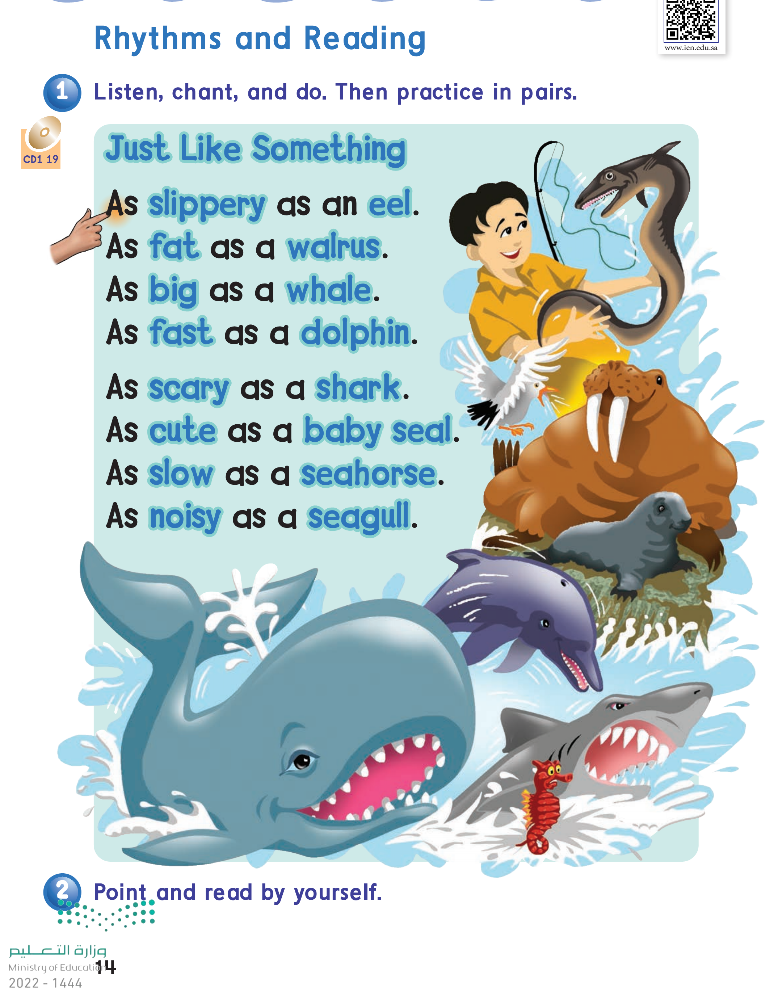 www.ien.edu.sa
Rhythms and Reading
1 Listen, chant, and do. Then practice in pairs.
CD1 19
Just Like Something
As slippery as an eel.
As fat as a walrus.
As big as a whale.
As fast as a dolphin.
As scary as a shark.
As cute as a baby seal.
As slow as a seahorse.
As noisy as a seagull.
2 Point and read by yourself.
وزارة التعليم
Ministry of Education
14
2022 - 1444